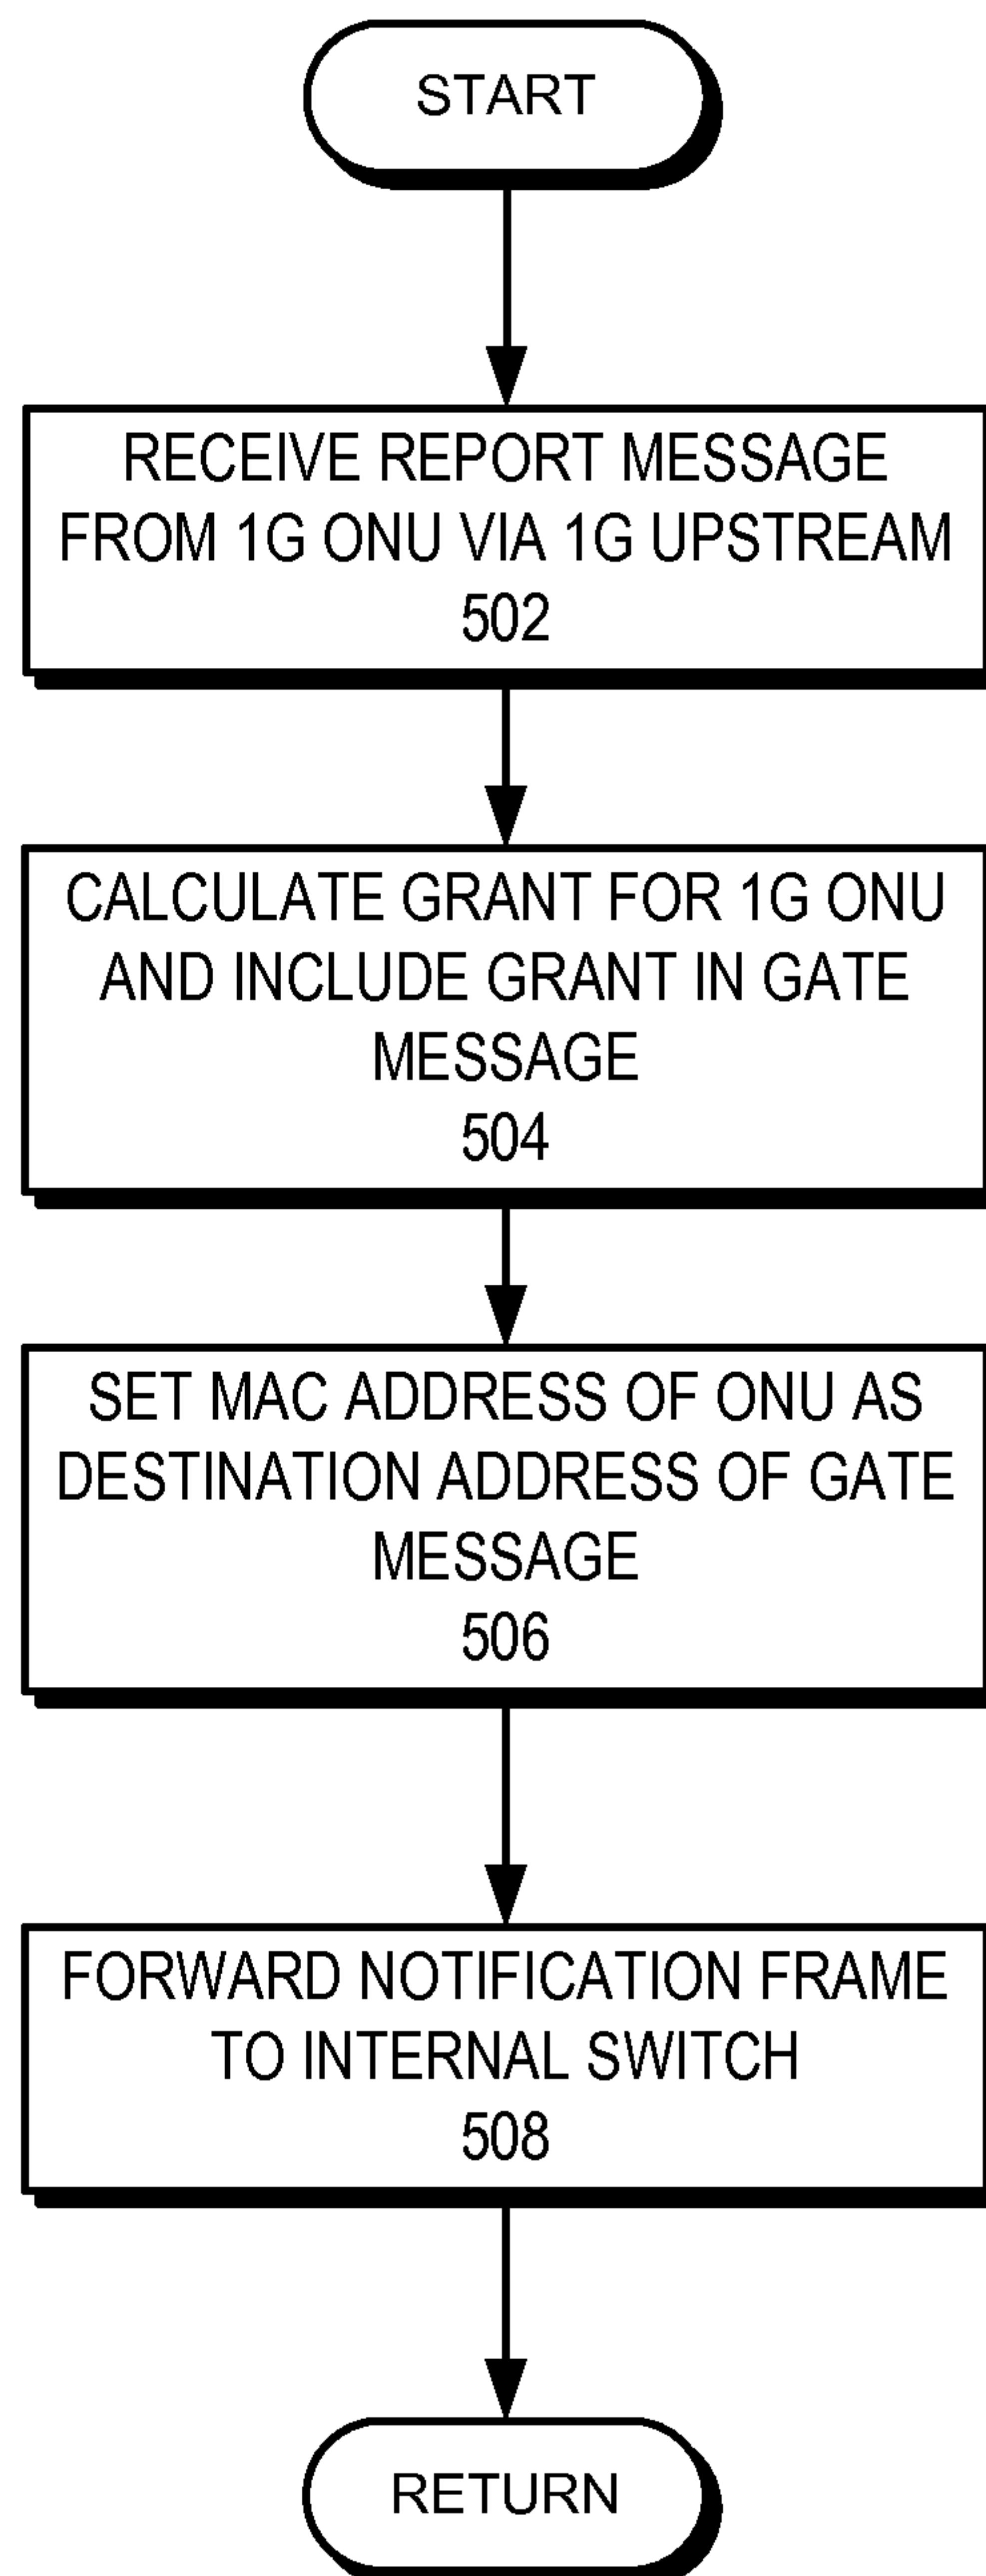 START
RECEIVE REPORT MESSAGE
FROM 1G ONU VIA 1G UPSTREAM
502
CALCULATE GRANT FOR 1G ONU
AND INCLUDE GRANT IN GATE
MESSAGE
504
SET MAC ADDRESS OF ONU AS
DESTINATION ADDRESS OF GATE
MESSAGE
506
FORWARD NOTIFICATION FRAME
TO INTERNAL SWITCH
508
RETURN